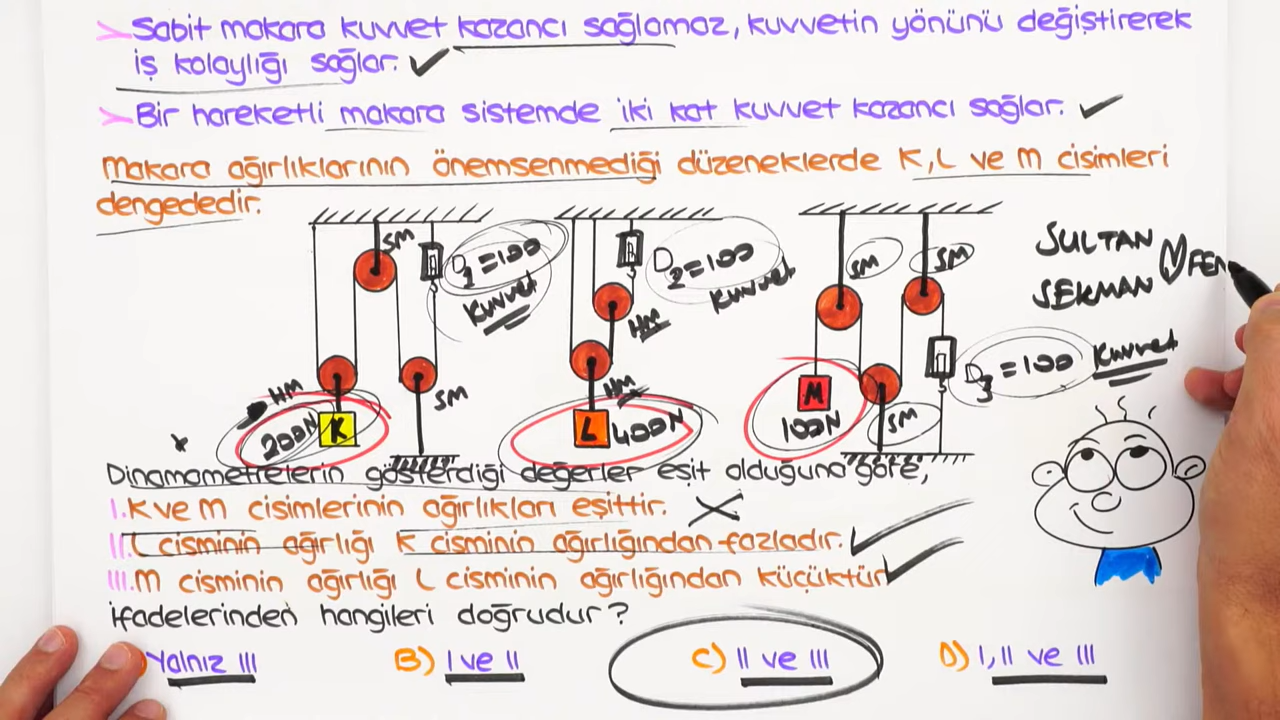 ➤Sabit makara kuvvet kazancı sağlamaz, kuvvetin yönünü değiştirerek
iş kolaylığı sağlar. ✓
➤Bir hareketli makara sistemde iki kat kuvvet kazancı sağlar. ✓
Makara ağırlıklarının önemsenmediği düzeneklerde K, L ve M cisimleri
dengededir.
SM
D1=100
Kuvvet
HM
200N
K
SM
D2=100
Kuvvet
HM
HM
L
400N
SM
SM
M
100N
SM
D3=100
Kuvvet
SULTAN
SEKMAN
FEN
Dinamometrelerin gösterdiği değerler eşit olduğuna göre,
I.K ve M cisimlerinin ağırlıkları eşittir.
II.L cisminin ağırlığı K cisminin ağırlığından fazladır.
III.M cisminin ağırlığı L cisminin ağırlığından küçüktür
ifadelerinden hangileri doğrudur?
) Yalnız III
B) I ve II
C) II ve III
D) I, II ve III